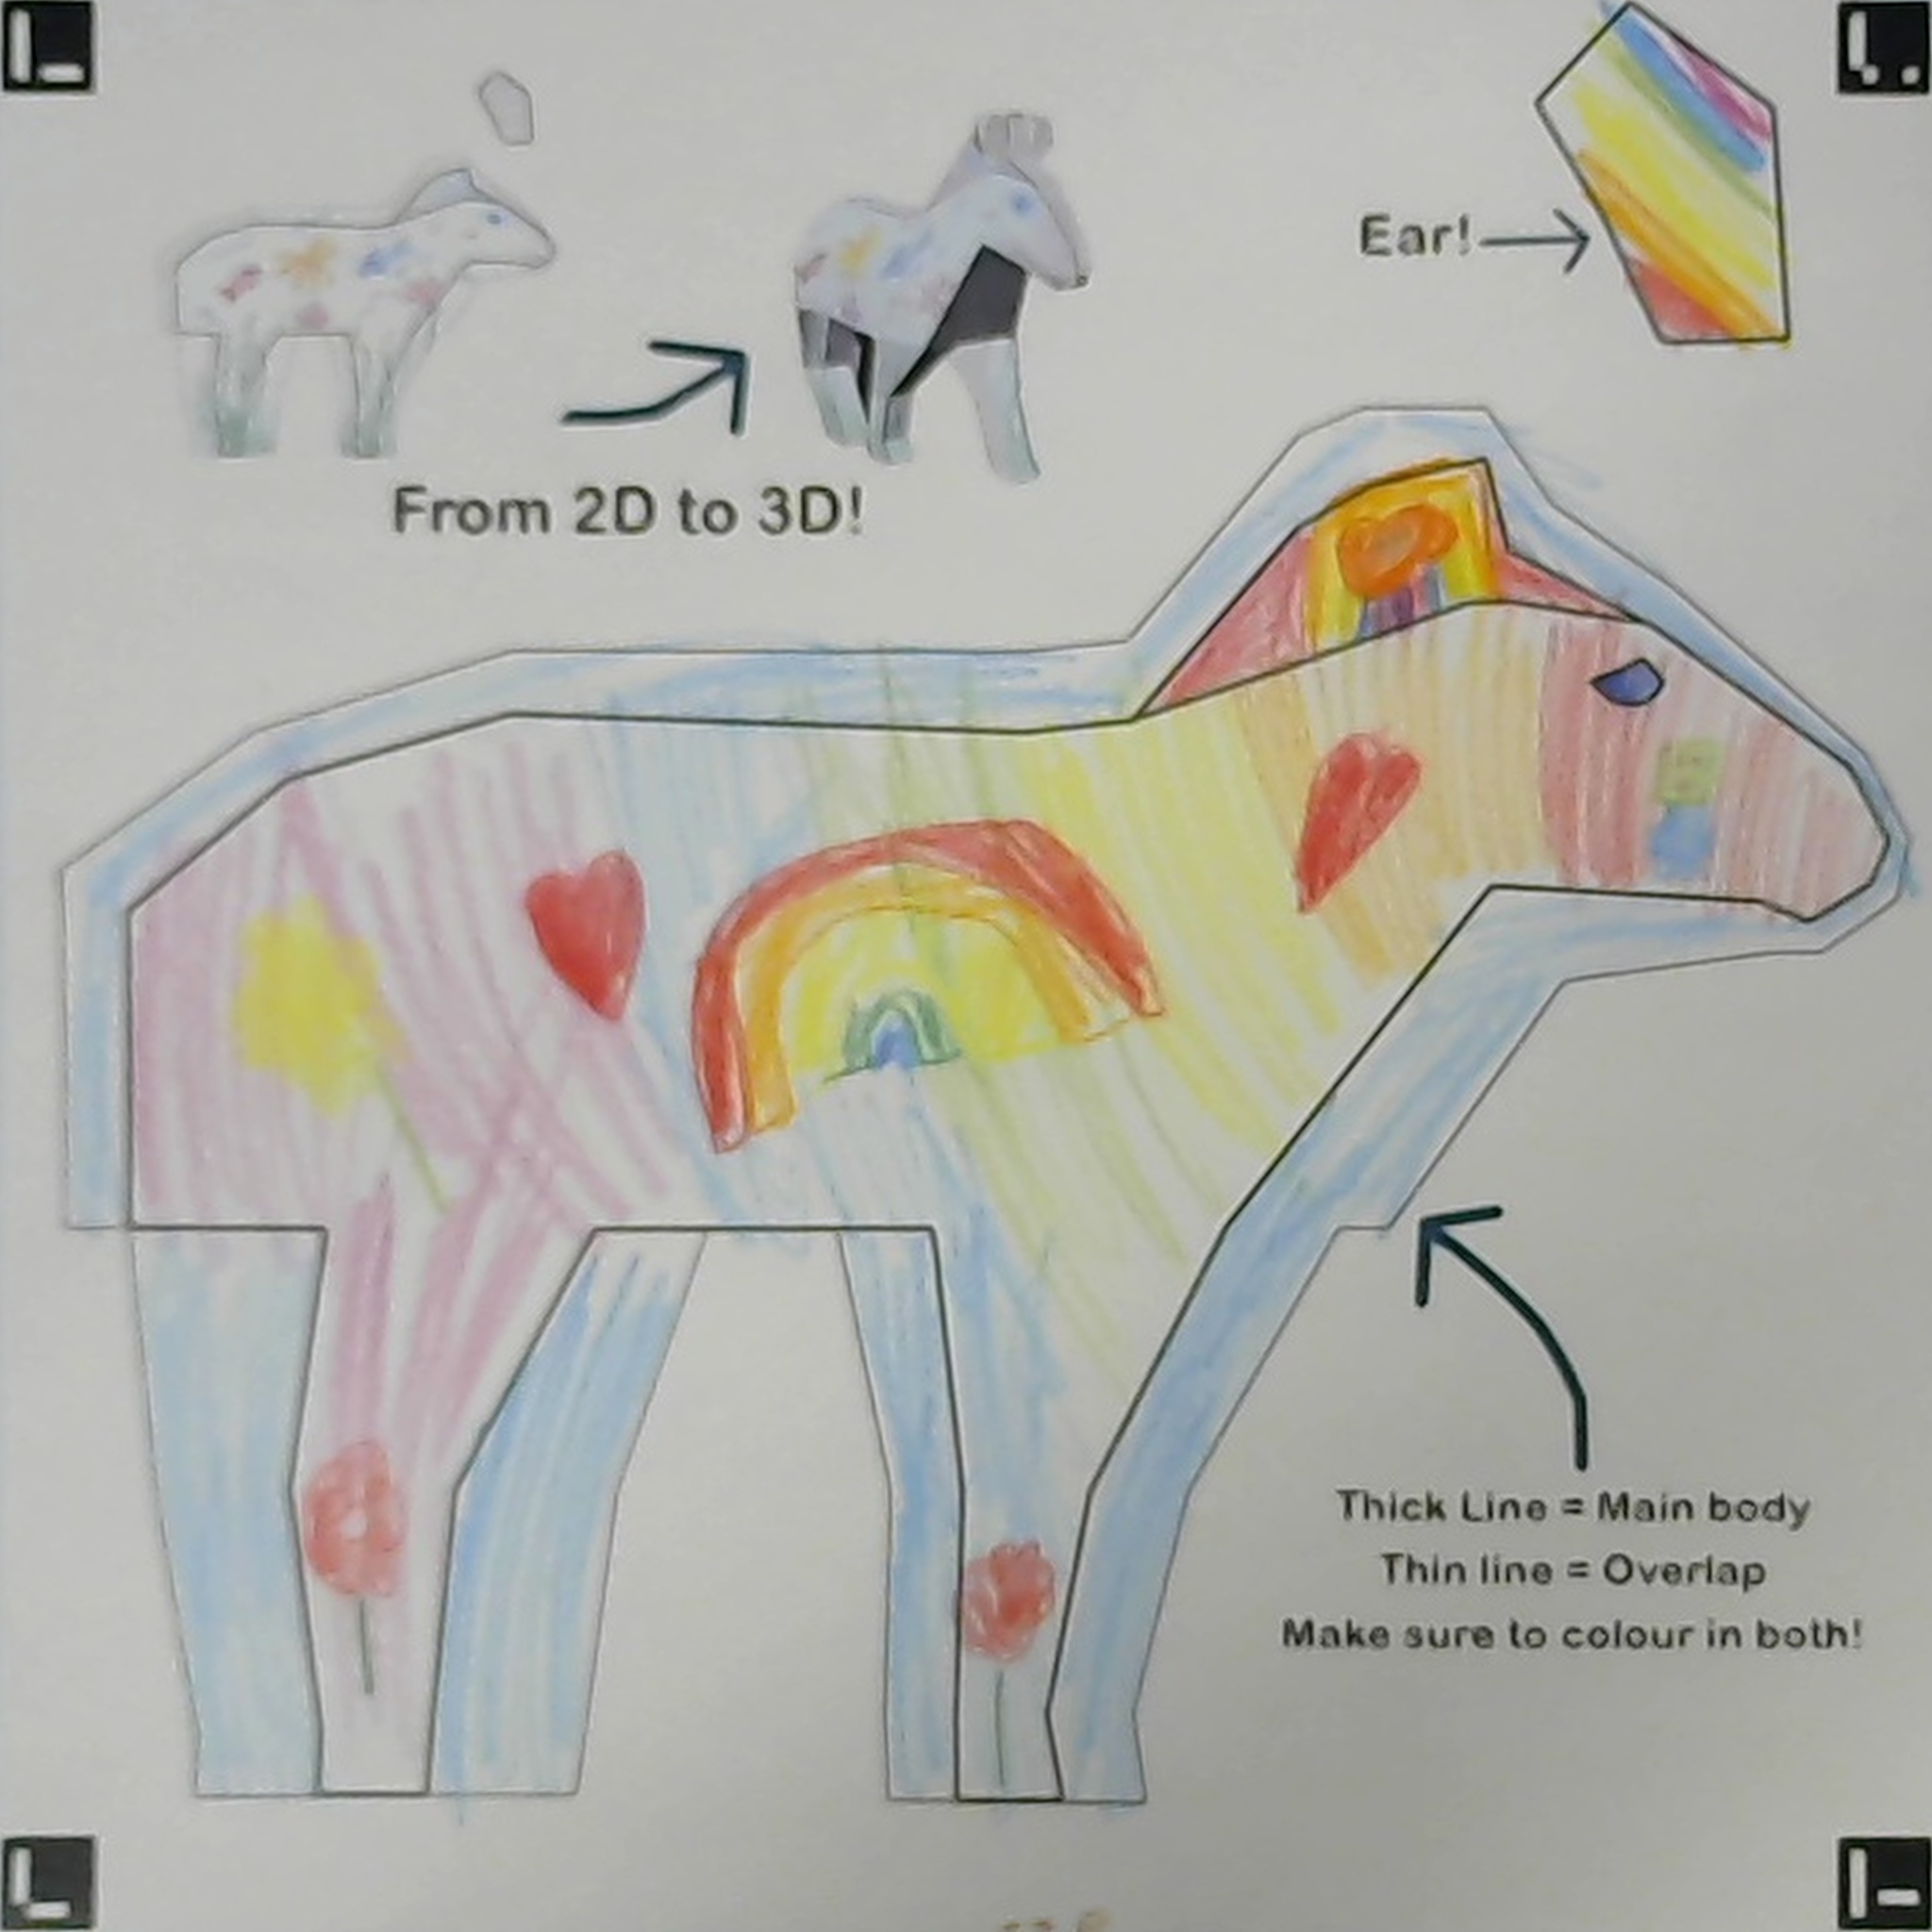 Ear!
From 2D to 3D!
Thick Line = Main body
Thin line = Overlap
Make sure to colour in both!